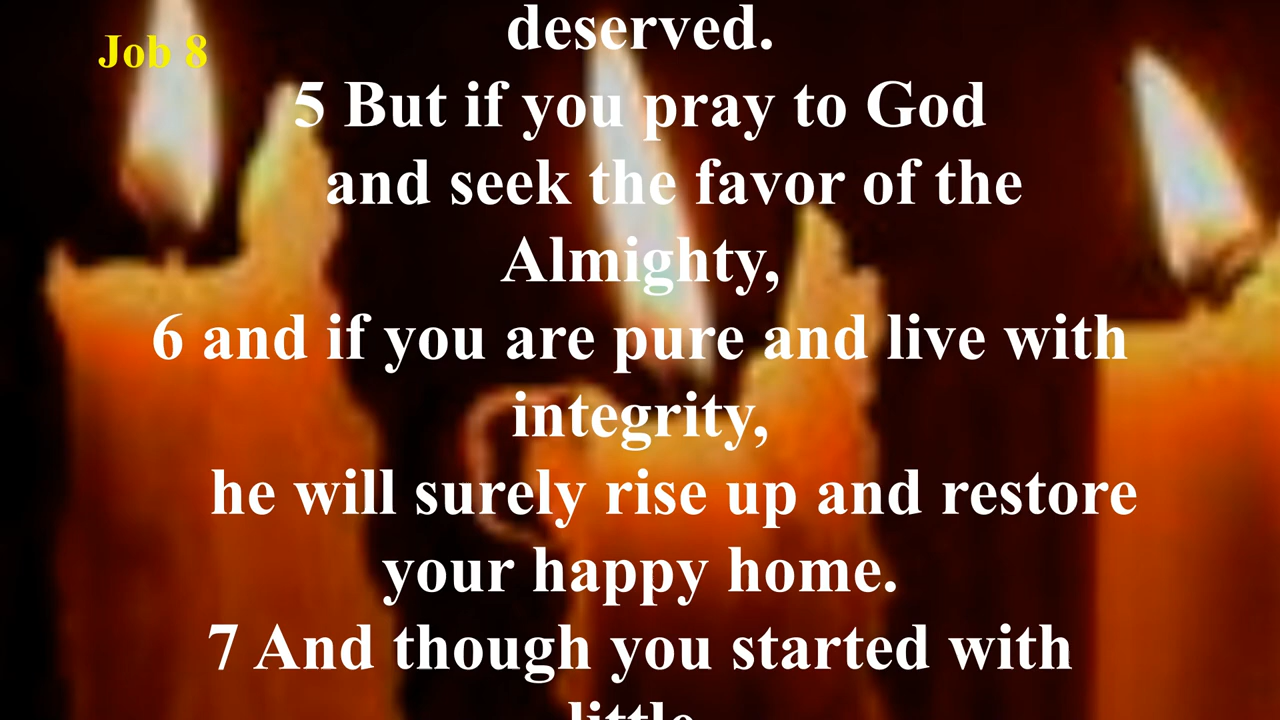 Job 8
deserved.
5 But if you pray to God
and seek the favor of the
Almighty,
6 and if you are pure and live with
integrity,
he will surely rise up and restore
your happy home.
7 And though you started with
little,